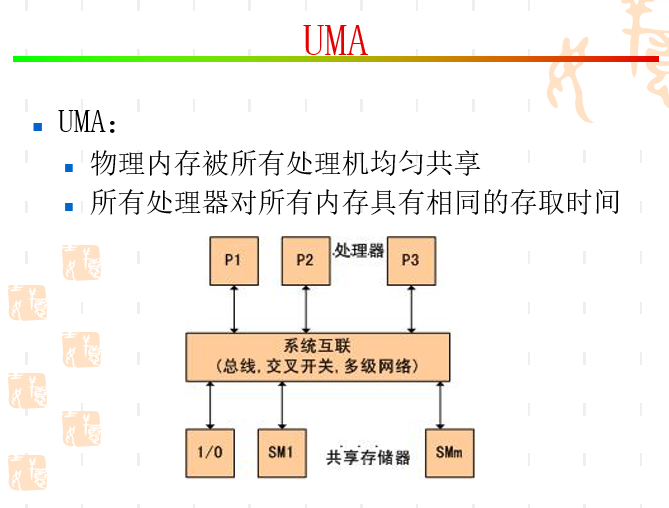 UMA
UMA：
物理内存被所有处理机均匀共享
所有处理器对所有内存具有相同的存取时间
P1
P2
处理器
P3
系统互联
(总线,交叉开关,多级网络)
1/0
SM1
共享存储器
SMm